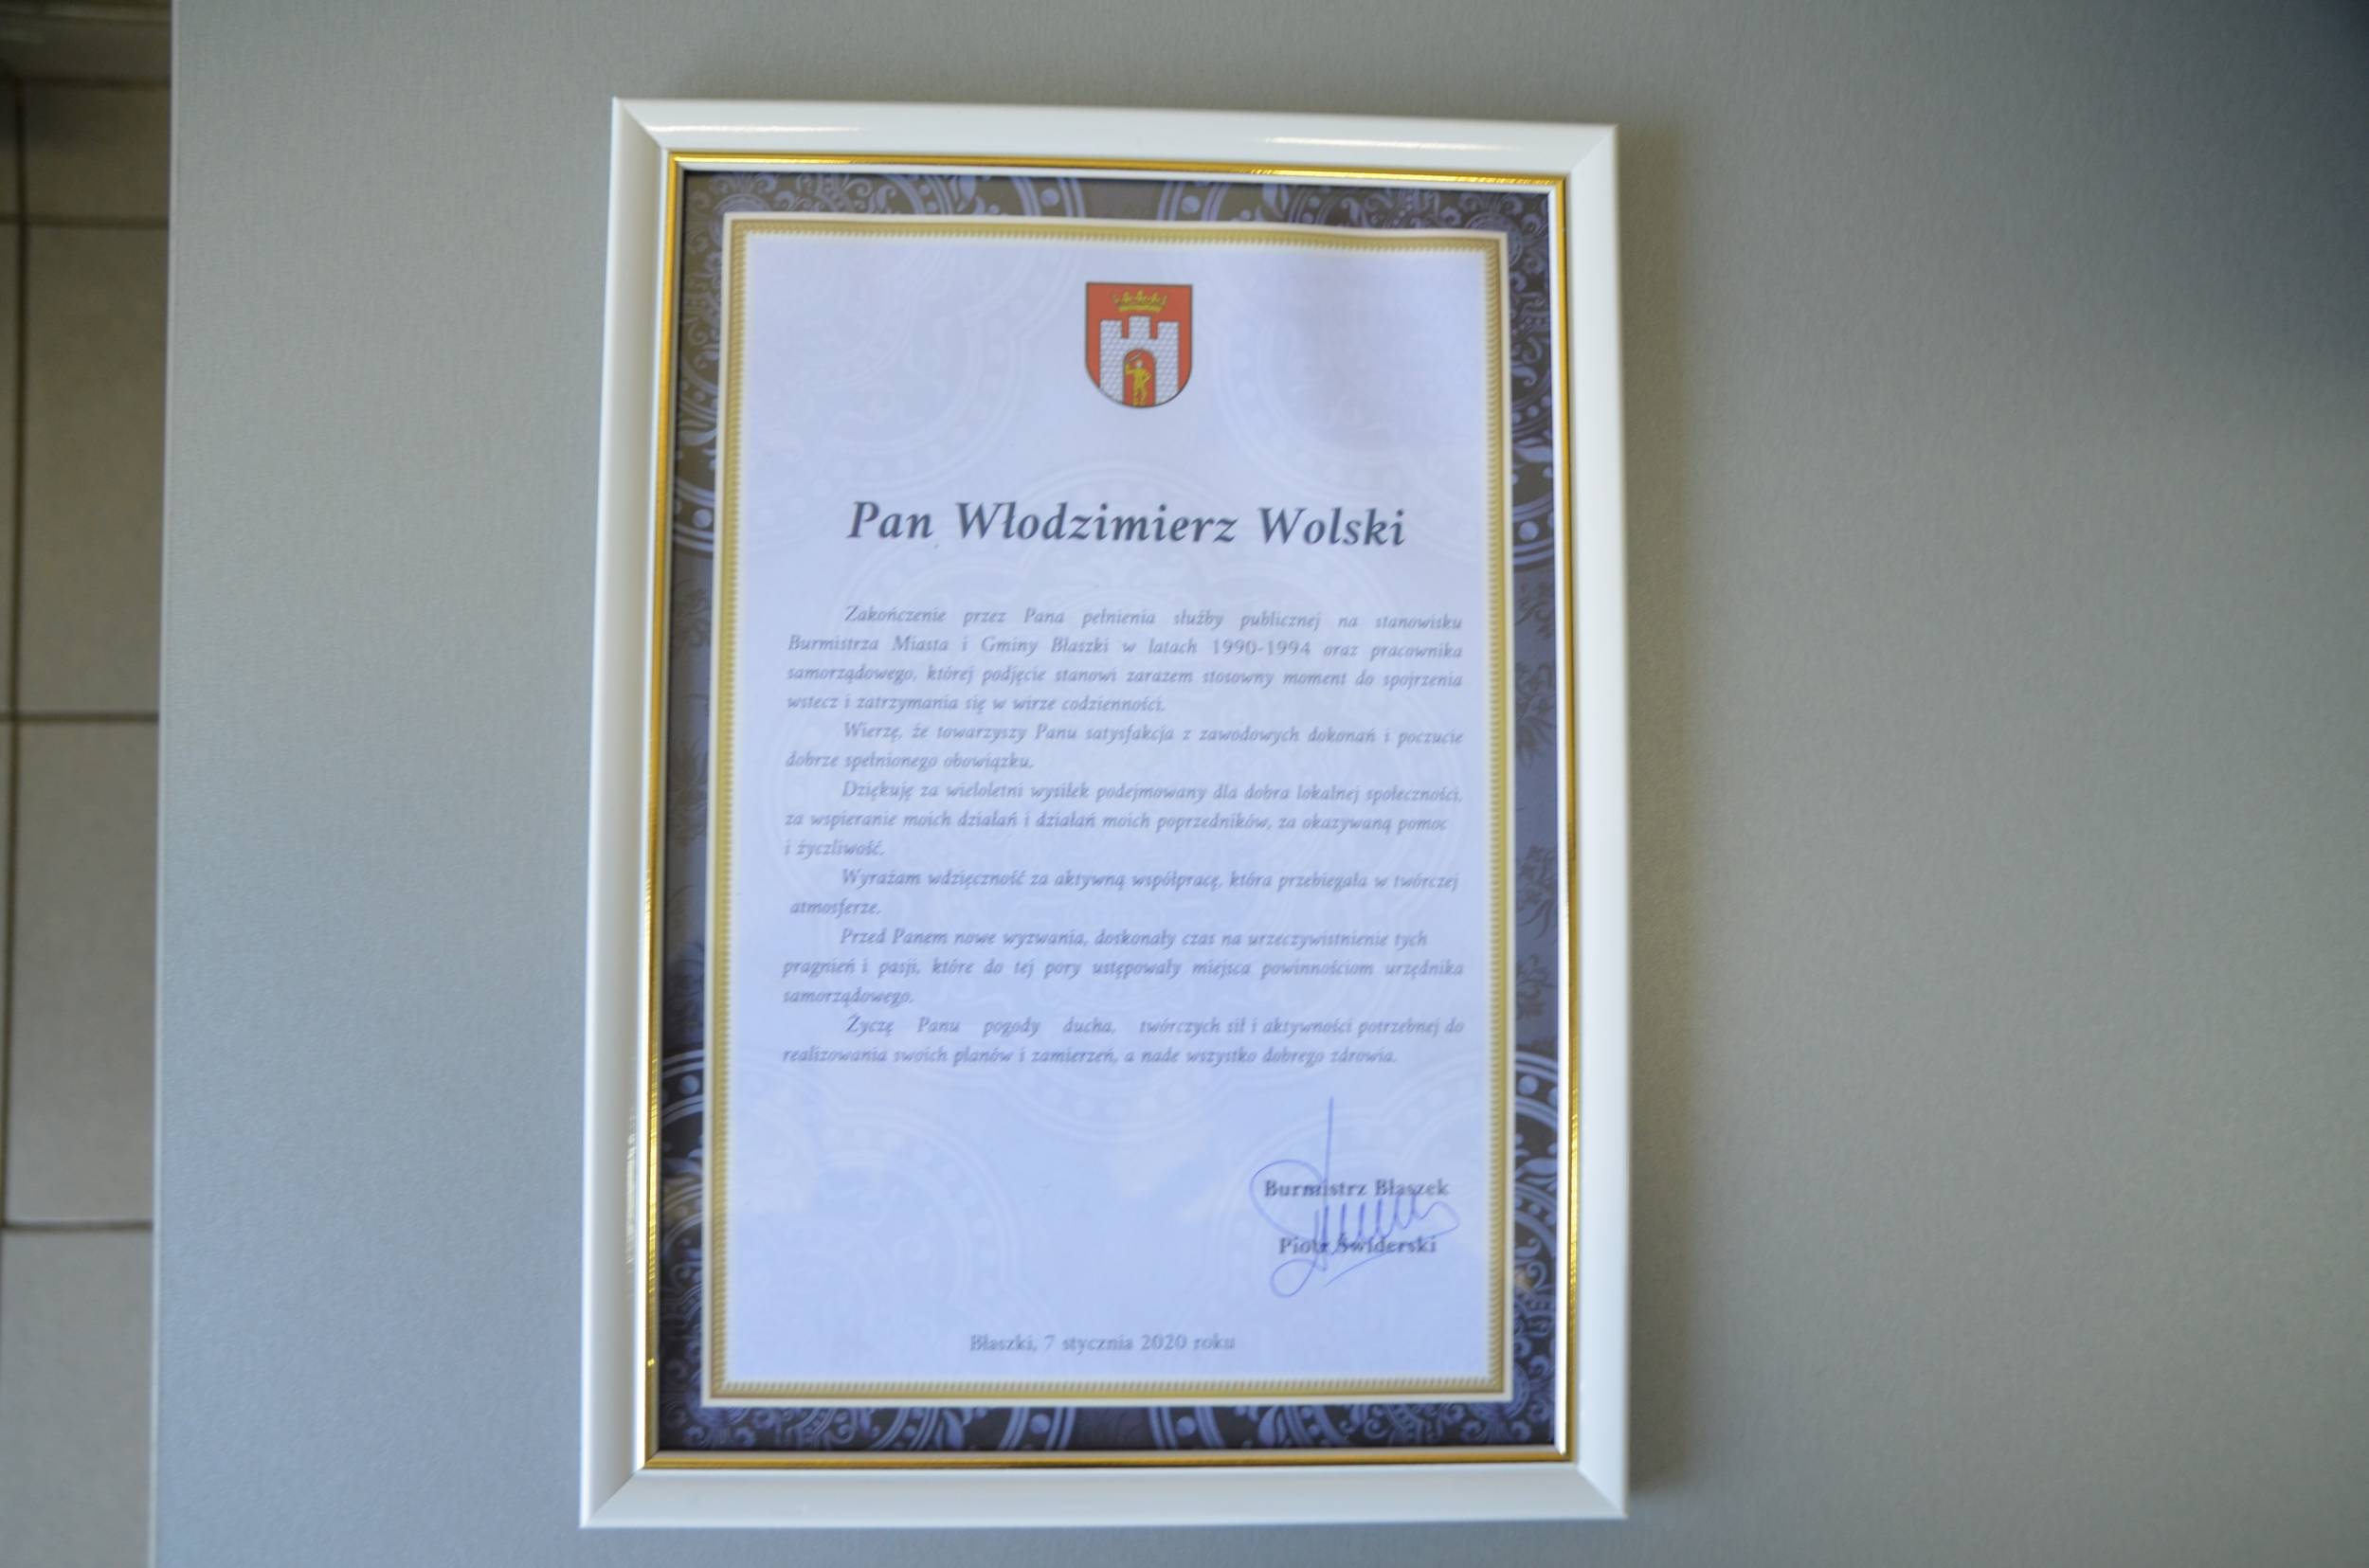 Pan Włodzimierz Wolski
Zakończenie przez Pana pełnienia służby publicznej na stanowisku
Burmistrza Miasta i Gminy Błaszki w latach 1990-1994 oraz pracownika
samorządowego, której podjęcie stanowi zarazem stosowny moment do spojrzenia
wstecz i zatrzymania się w wirze codzienności.
Wierzę, że towarzyszy Panu satysfakcja z zawodowych dokonań i poczucie
dobrze spełnionego obowiązku.
Dziękuję za wieloletni wysiłek podejmowany dla dobra lokalnej społeczności,
za wspieranie moich działań i działań moich poprzedników, za okazywaną pomoc
i życzliwość.
Wyrażam wdzięczność za aktywną współpracę, która przebiegała w twórczej
atmosferze.
Przed Panem nowe wyzwania, doskonały czas na urzeczywistnienie tych
pragnień i pasji, które do tej pory ustępowały miejsca powinnościom urzędnika
samorządowego.
Życzę Panu pogody ducha, twórczych sił i aktywności potrzebnej do
realizowania swoich planów i zamierzeń, a nade wszystko dobrego zdrowia.
Burmistrz Błaszek
Piotr Świderski
Błaszki, 7 stycznia 2020 roku